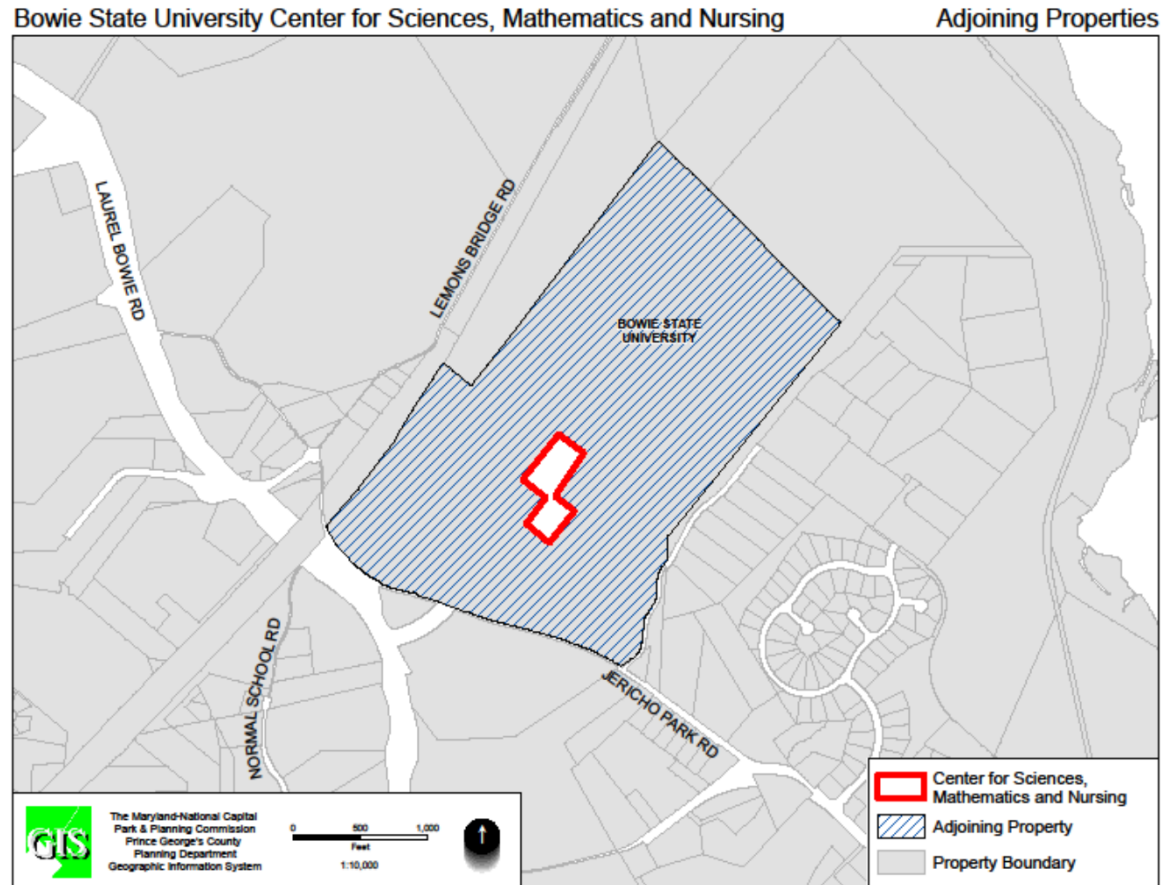 Bowie State University Center for Sciences, Mathematics and Nursing
Adjoining Properties
LAUREL BOWIE RD
LEMONS BRIDGE RD
BOWIE STATE
UNIVERSITY
NORMAL SCHOOL RD
JERICHO PARK RD
GIS
The Maryland-National Capital
Park & Planning Commission
Prince George's County
Planning Department
Geographic Information System
0 500 1,000
Feet
1:10,000
Center for Sciences,
Mathematics and Nursing
Adjoining Property
Property Boundary